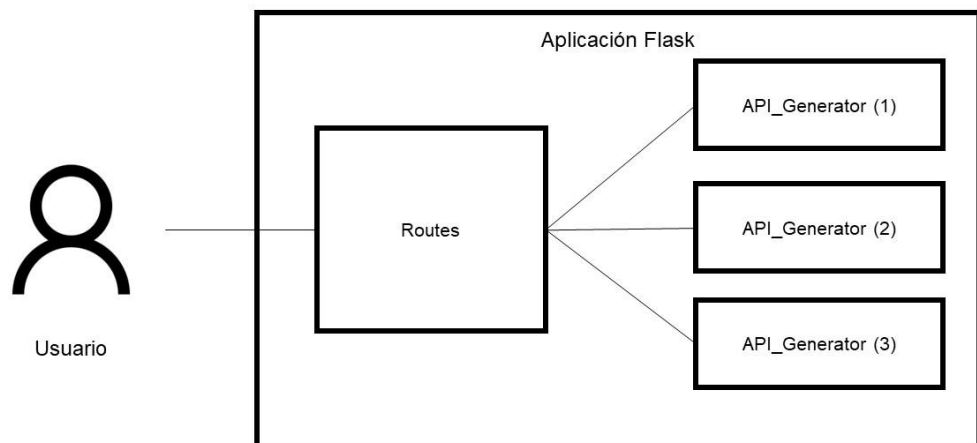 Aplicación Flask
API_Generator (1)
Routes
API_Generator (2)
API_Generator (3)
Usuario